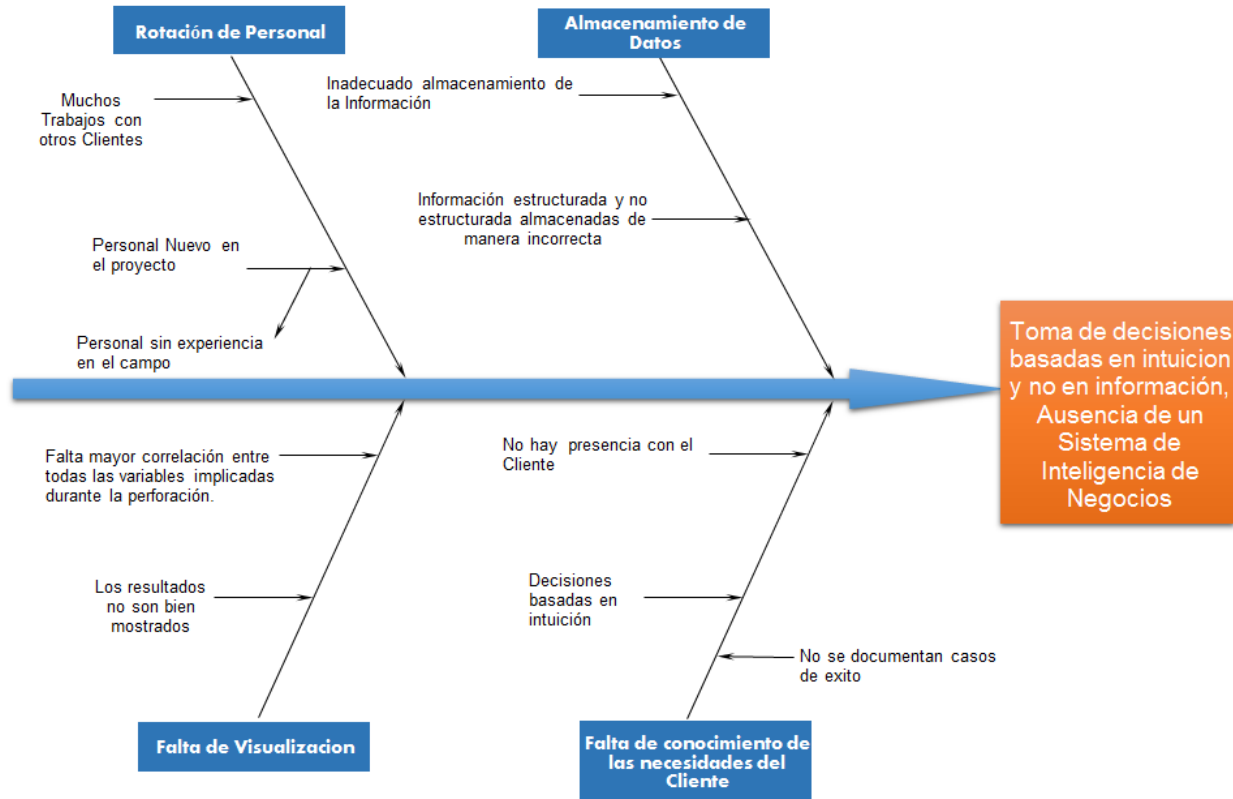 Rotación de Personal
Almacenamiento de
Datos
Muchos
Trabajos con
otros Clientes
Inadecuado almacenamiento de
la Información
Información estructurada y no
estructurada almacenadas de
manera incorrecta
Personal Nuevo en
el proyecto
Personal sin experiencia
en el campo
Toma de decisiones
basadas en intuicion
y no en información,
Ausencia de un
Sistema de
Inteligencia de
Negocios
Falta mayor correlación entre
todas las variables implicadas
durante la perforación.
Los resultados
no son bien
mostrados
No hay presencia con el
Cliente
Decisiones
basadas en
intuición
No se documentan casos
de exito
Falta de Visualizacion
Falta de conocimiento de
las necesidades del
Cliente